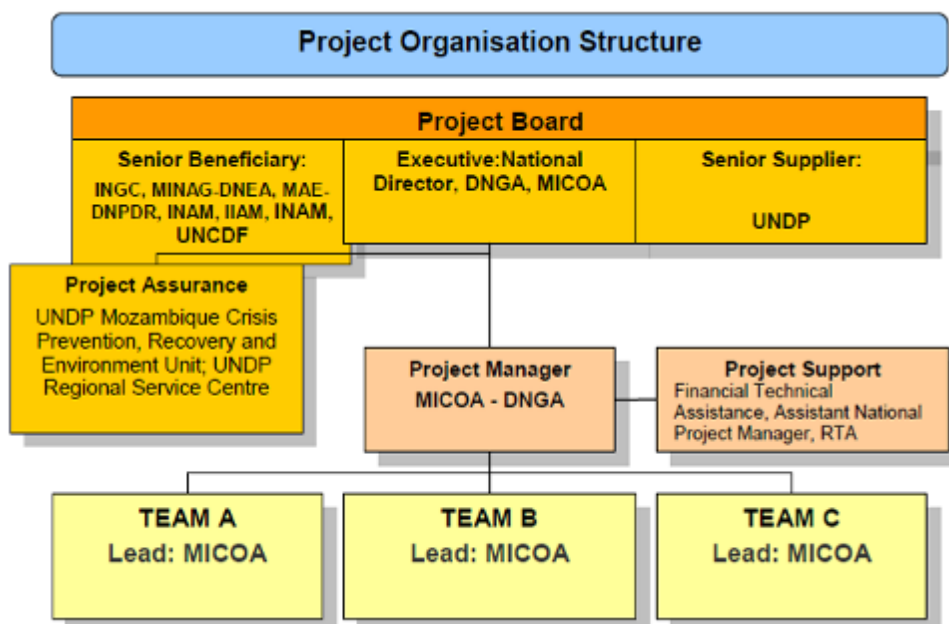 Project Organisation Structure
Project Board
Senior Beneficiary:
INGC, MINAG-DNEA, MAE-
DNPDR, INAM, IIAM, INAM,
UNCDF
Executive:National
Director, DNGA, MICOA
Senior Supplier:
UNDP
Project Assurance
UNDP Mozambique Crisis
Prevention, Recovery and
Environment Unit; UNDP
Regional Service Centre
Project Manager
MICOA - DNGA
Project Support
Financial Technical
Assistance, Assistant National
Project Manager, RTA
TEAM A
Lead: MICOA
TEAM B
Lead: MICOA
TEAM C
Lead: MICOA